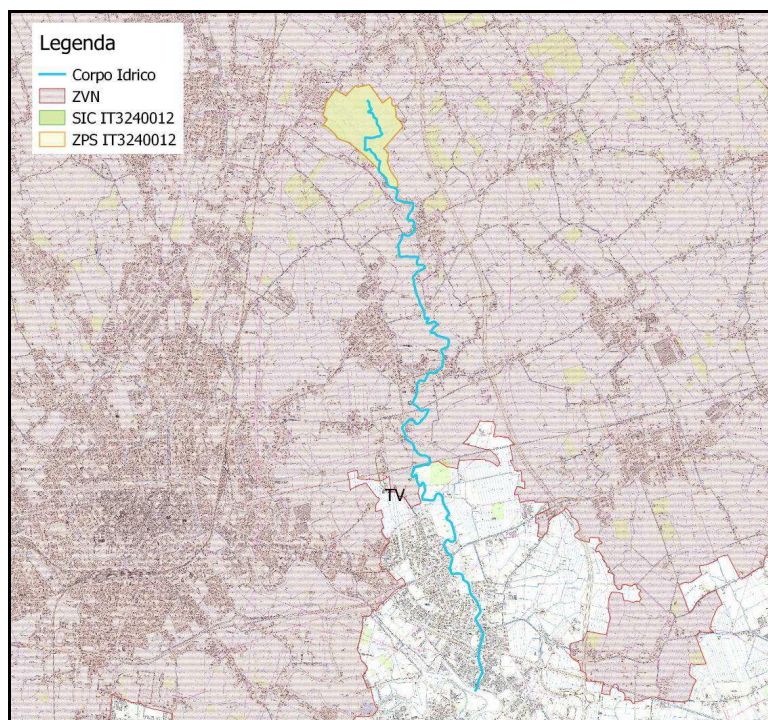 Legenda
Corpo Idrico
ZVN
SIC IT3240012
ZPS IT3240012
TV